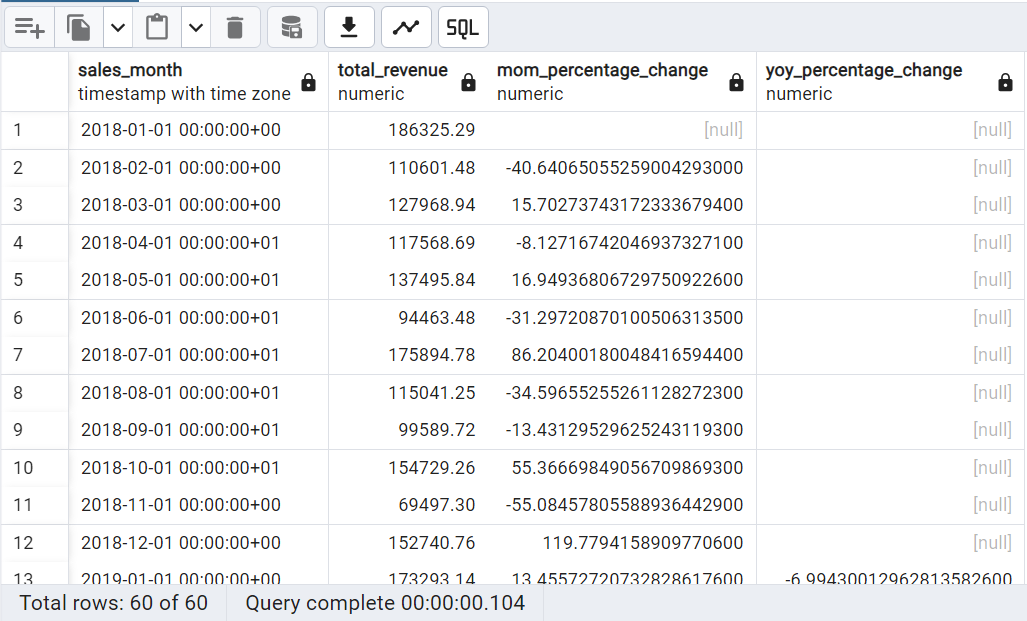 SQL
sales_month total_revenue mom_percentage_change yoy_percentage_change
timestamp with time zone numeric numeric numeric
1 2018-01-01 00:00:00+00 186325.29 [null] [null]
2 2018-02-01 00:00:00+00 110601.48 -40.64065055259004293000 [null]
3 2018-03-01 00:00:00+00 127968.94 15.70273743172333679400 [null]
4 2018-04-01 00:00:00+01 117568.69 -8.12716742046937327100 [null]
5 2018-05-01 00:00:00+01 137495.84 16.94936806729750922600 [null]
6 2018-06-01 00:00:00+01 94463.48 -31.29720870100506313500 [null]
7 2018-07-01 00:00:00+01 175894.78 86.20400180048416594400 [null]
8 2018-08-01 00:00:00+01 115041.25 -34.59655255261128272300 [null]
9 2018-09-01 00:00:00+01 99589.72 -13.43129529625243119300 [null]
10 2018-10-01 00:00:00+01 154729.26 55.36669849056709869300 [null]
11 2018-11-01 00:00:00+00 69497.30 -55.08457805588936442900 [null]
12 2018-12-01 00:00:00+00 152740.76 119.7794158909770600 [null]
13 2019-01-01 00:00:00+00 173293.14 13.45572720732828617600 -6.99430012962813582600
Total rows: 60 of 60 Query complete 00:00:00.104